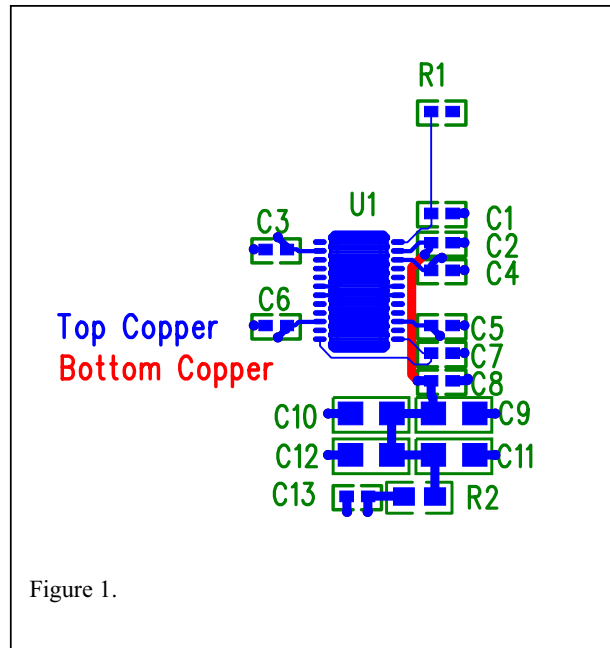 R1
U1
C3
C1
C2
C4
C6
Top Copper
C5
Bottom Copper
C7
C8
C10
C9
C12
C11
C13
R2
Figure 1.